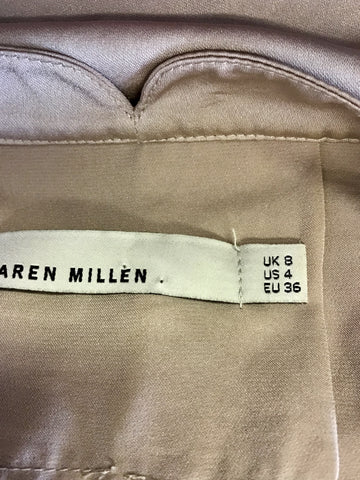 AREN MILLEN
UK 8
US 4
EU 36